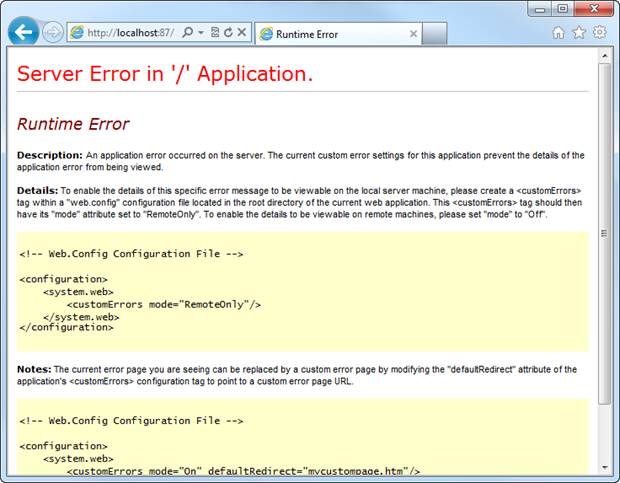 http://localhost:87/
Runtime Error
Server Error in '/' Application.
Runtime Error
Description: An application error occurred on the server. The current custom error settings for this application prevent the details of the
application error from being viewed.
Details: To enable the details of this specific error message to be viewable on the local server machine, please create a <customErrors>
tag within a "web.config" configuration file located in the root directory of the current web application. This <customErrors> tag should then
have its "mode" attribute set to "RemoteOnly". To enable the details to be viewable on remote machines, please set "mode" to "Off".
<!-- Web.Config Configuration File -->
<configuration>
    <system.web>
        <customErrors mode="RemoteOnly"/>
    </system.web>
</configuration>
Notes: The current error page you are seeing can be replaced by a custom error page by modifying the "defaultRedirect" attribute of the
application's <customErrors> configuration tag to point to a custom error page URL.
<!-- Web.Config Configuration File -->
<configuration>
    <system.web>
        <customErrors mode="On" defaultRedirect="mycustompage.htm"/>